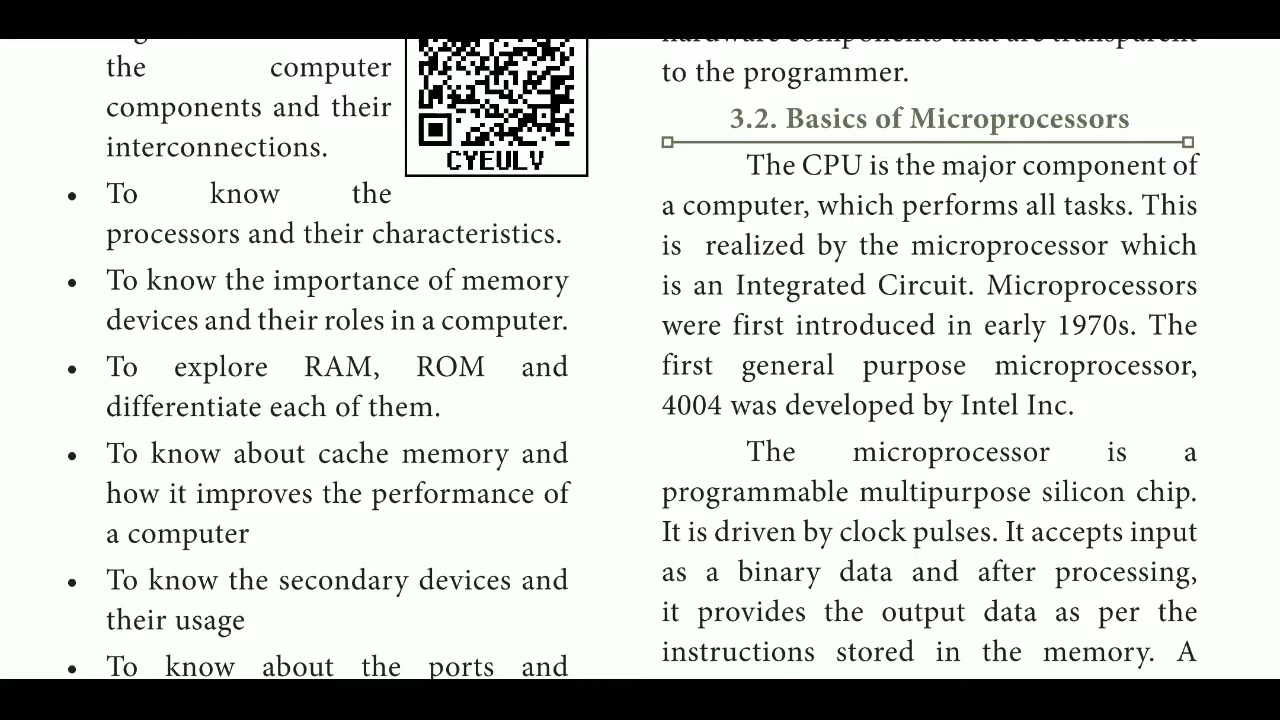 the computer
components and their
interconnections.
CYEULV
• To know the
processors and their characteristics.
• To know the importance of memory
devices and their roles in a computer.
• To explore RAM, ROM and
differentiate each of them.
• To know about cache memory and
how it improves the performance of
a computer
• To know the secondary devices and
their usage
• To know about the ports and
hardware components that are transparent
to the programmer.
3.2. Basics of Microprocessors
The CPU is the major component of
a computer, which performs all tasks. This
is realized by the microprocessor which
is an Integrated Circuit. Microprocessors
were first introduced in early 1970s. The
first general purpose microprocessor,
4004 was developed by Intel Inc.
The microprocessor is a
programmable multipurpose silicon chip.
It is driven by clock pulses. It accepts input
as a binary data and after processing,
it provides the output data as per the
instructions stored in the memory. A